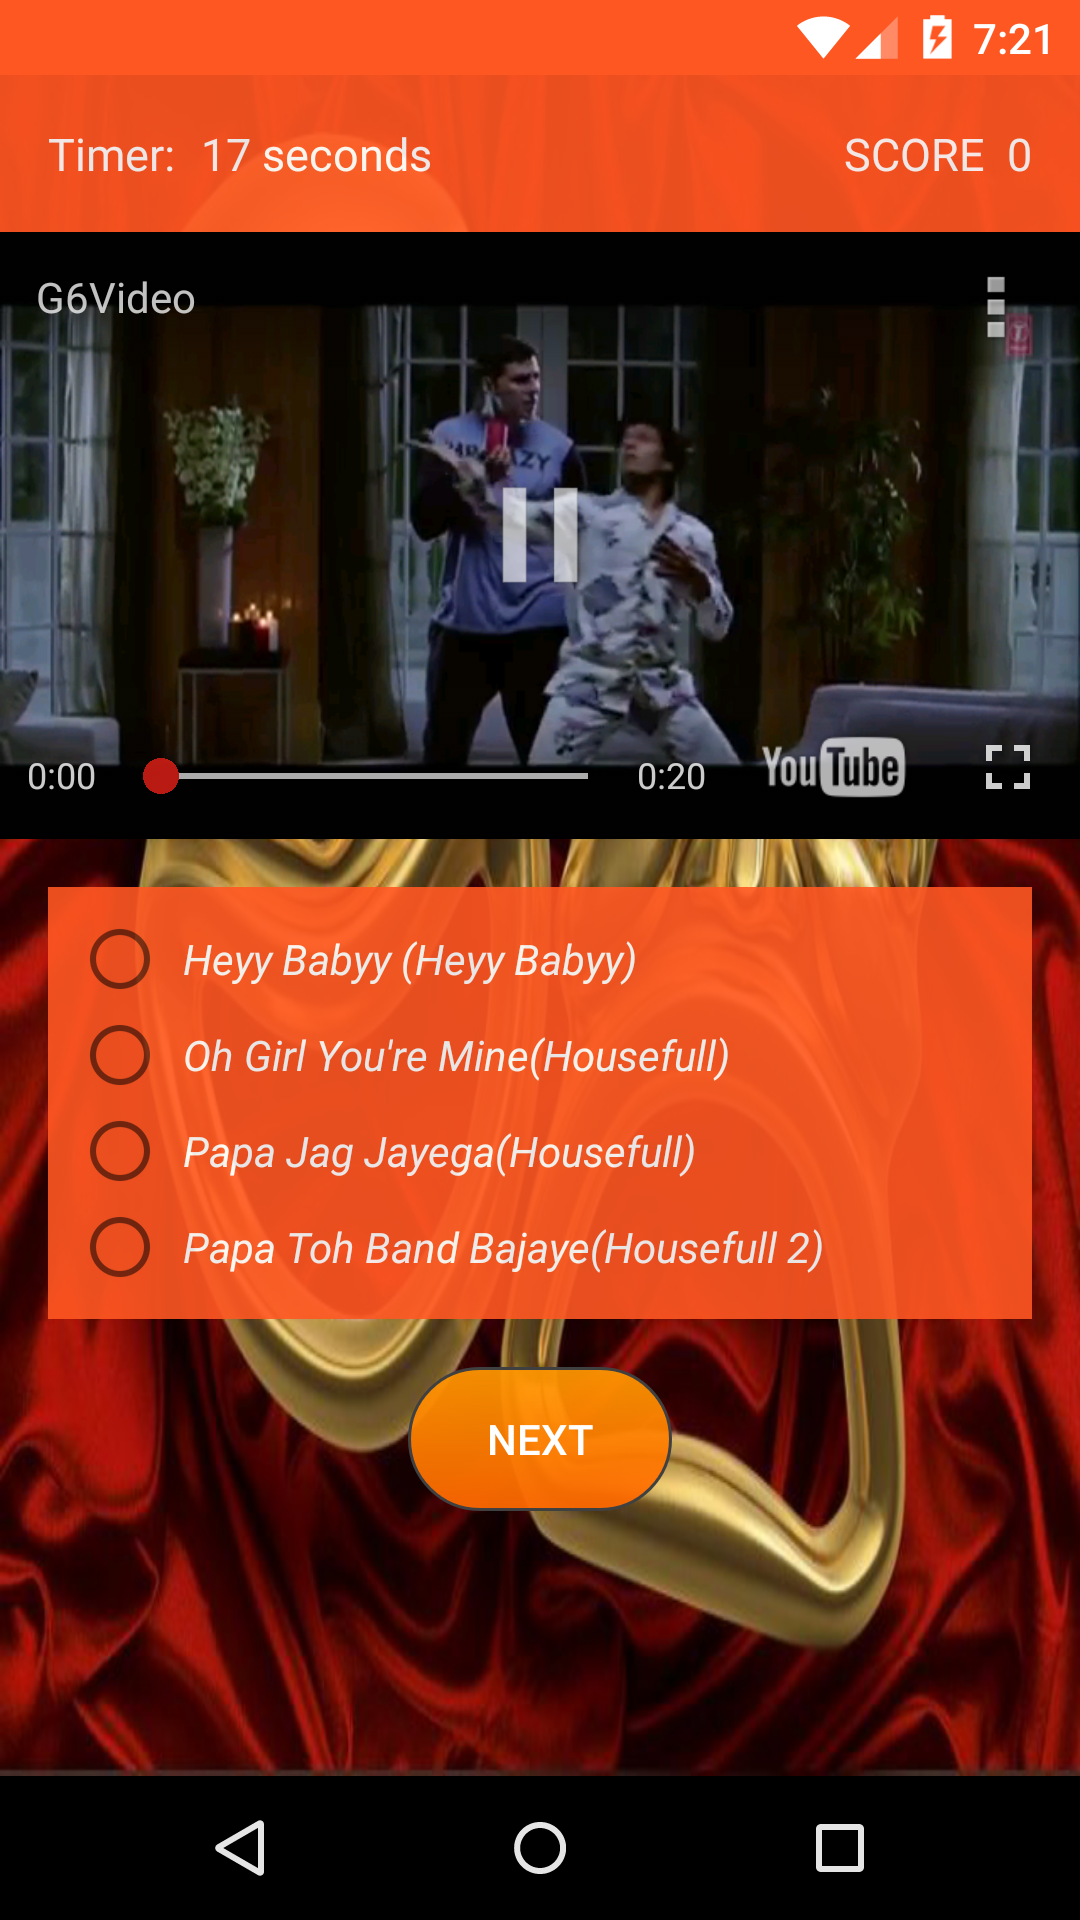 7:21
Timer: 17 seconds
SCORE 0
G6Video
0:00
0:20
YouTube
Heyy Babyy (Heyy Babyy)
Oh Girl You're Mine(Housefull)
Papa Jag Jayega(Housefull)
Papa Toh Band Bajaye(Housefull 2)
NEXT